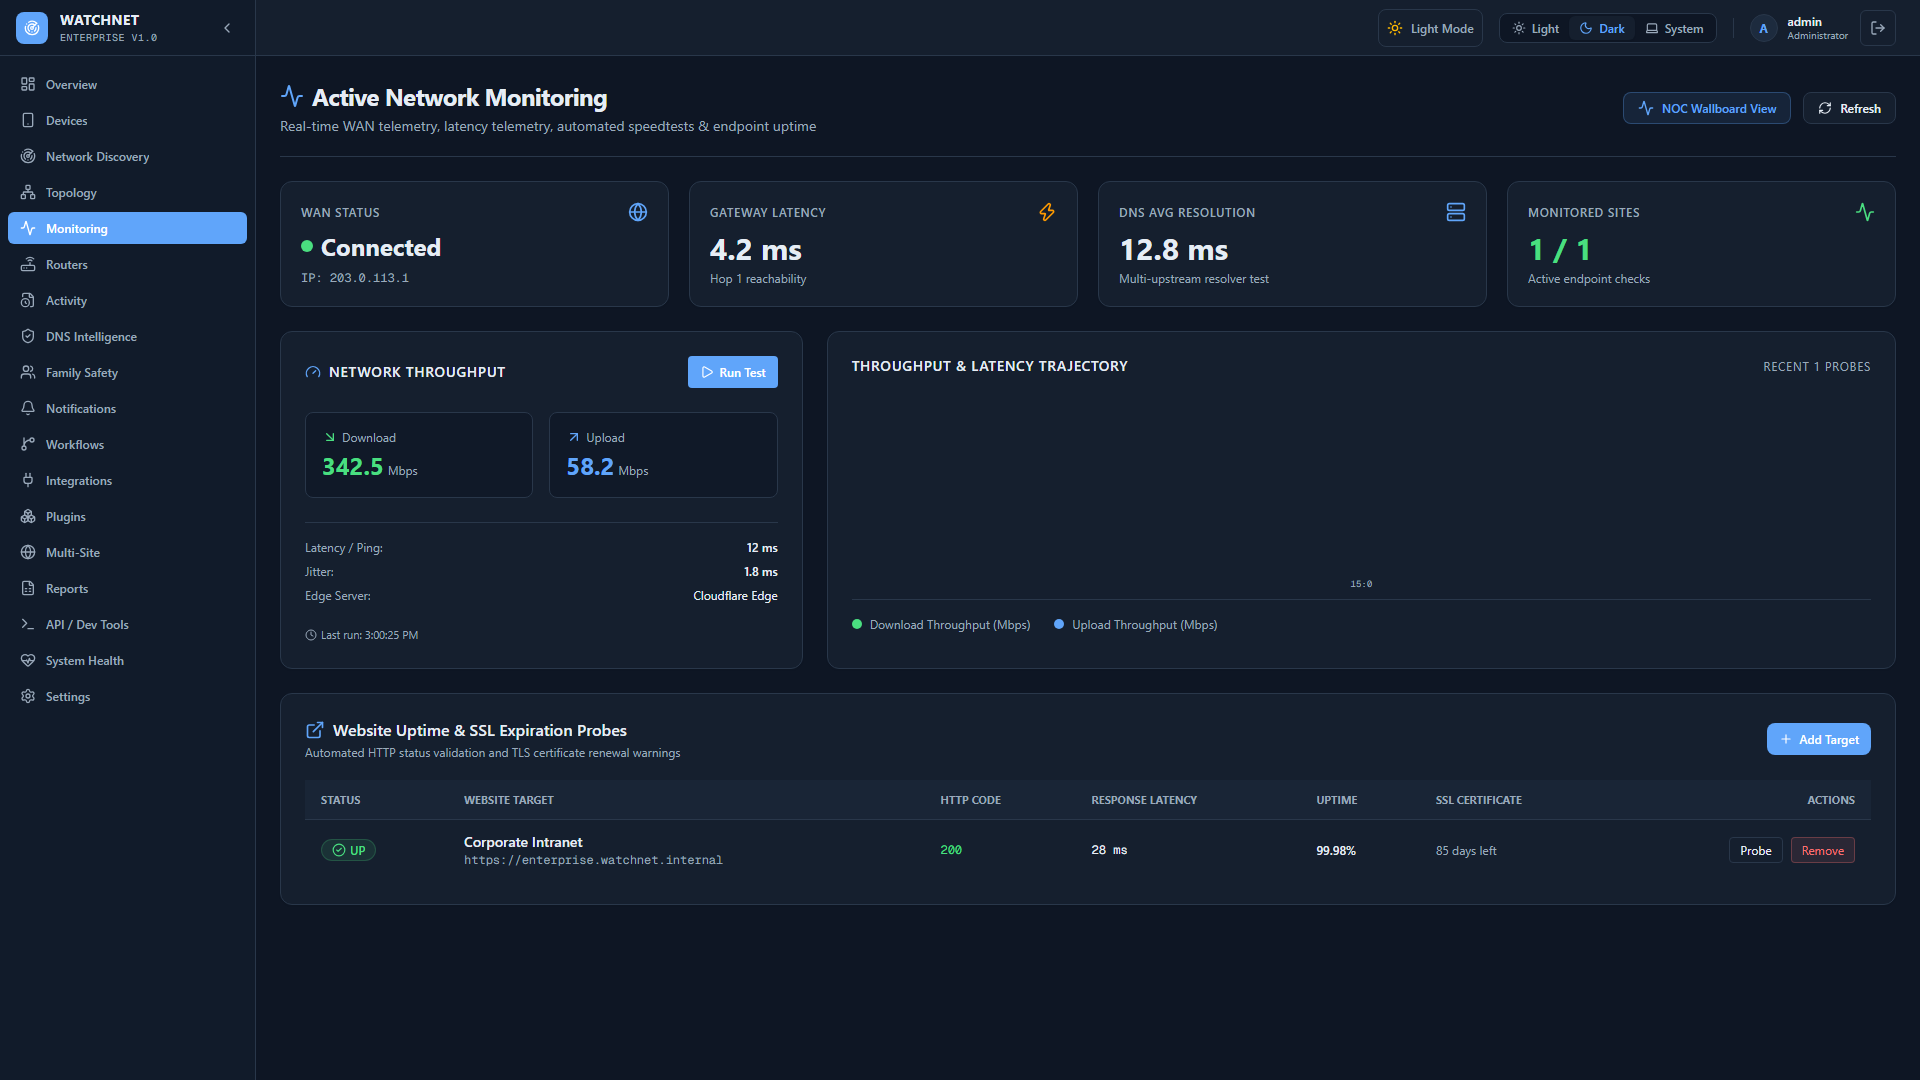 WATCHNET
ENTERPRISE V1.0
Light Mode
Light
Dark
System
A
admin
Administrator
Overview
Devices
Network Discovery
Topology
Monitoring
Routers
Activity
DNS Intelligence
Family Safety
Notifications
Workflows
Integrations
Plugins
Multi-Site
Reports
API / Dev Tools
System Health
Settings
Active Network Monitoring
Real-time WAN telemetry, latency telemetry, automated speedtests & endpoint uptime
NOC Wallboard View
Refresh
WAN STATUS
Connected
IP: 203.0.113.1
GATEWAY LATENCY
4.2 ms
Hop 1 reachability
DNS AVG RESOLUTION
12.8 ms
Multi-upstream resolver test
MONITORED SITES
1 / 1
Active endpoint checks
NETWORK THROUGHPUT
Run Test
Download
342.5 Mbps
Upload
58.2 Mbps
Latency / Ping: 12 ms
Jitter: 1.8 ms
Edge Server: Cloudflare Edge
Last run: 3:00:25 PM
THROUGHPUT & LATENCY TRAJECTORY
RECENT 1 PROBES
15:0
Download Throughput (Mbps)
Upload Throughput (Mbps)
Website Uptime & SSL Expiration Probes
Automated HTTP status validation and TLS certificate renewal warnings
Add Target
STATUS WEBSITE TARGET HTTP CODE RESPONSE LATENCY UPTIME SSL CERTIFICATE ACTIONS
UP
Corporate Intranet
https://enterprise.watchnet.internal
200
28 ms
99.98%
85 days left
Probe
Remove